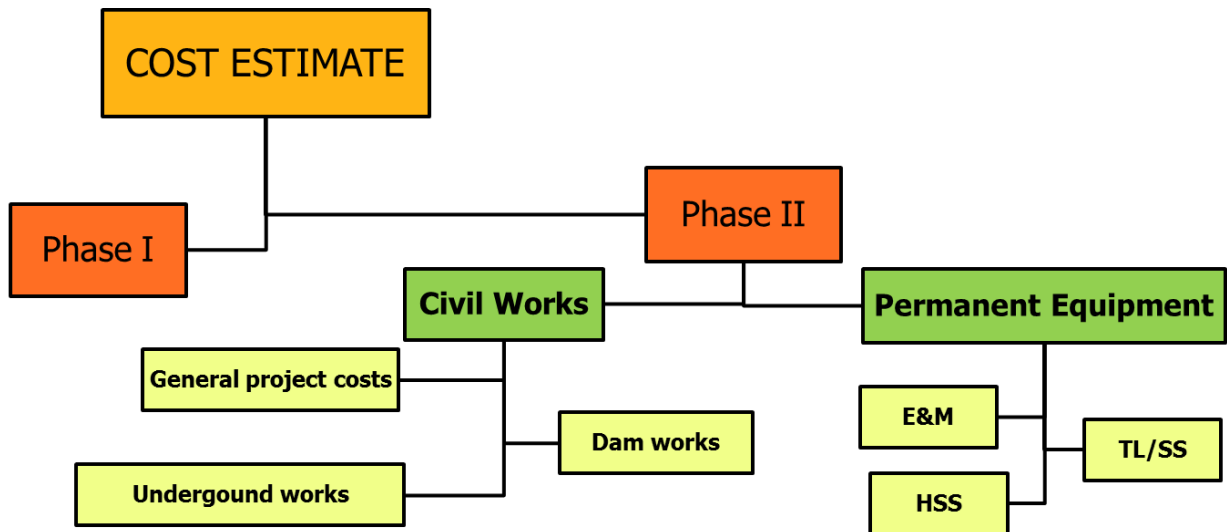 COST ESTIMATE
Phase I
Phase II
Civil Works
Permanent Equipment
General project costs
E&M
Dam works
TL/SS
Undergound works
HSS